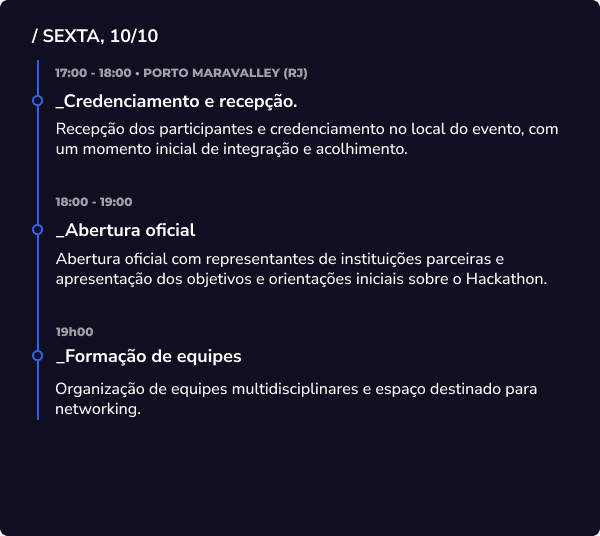 / SEXTA, 10/10
17:00 - 18:00 • PORTO MARAVALLEY (RJ)
_Credenciamento e recepção.
Recepção dos participantes e credenciamento no local do evento, com
um momento inicial de integração e acolhimento.
18:00 - 19:00
_Abertura oficial
Abertura oficial com representantes de instituições parceiras e
apresentação dos objetivos e orientações iniciais sobre o Hackathon.
19h00
_Formação de equipes
Organização de equipes multidisciplinares e espaço destinado para
networking.